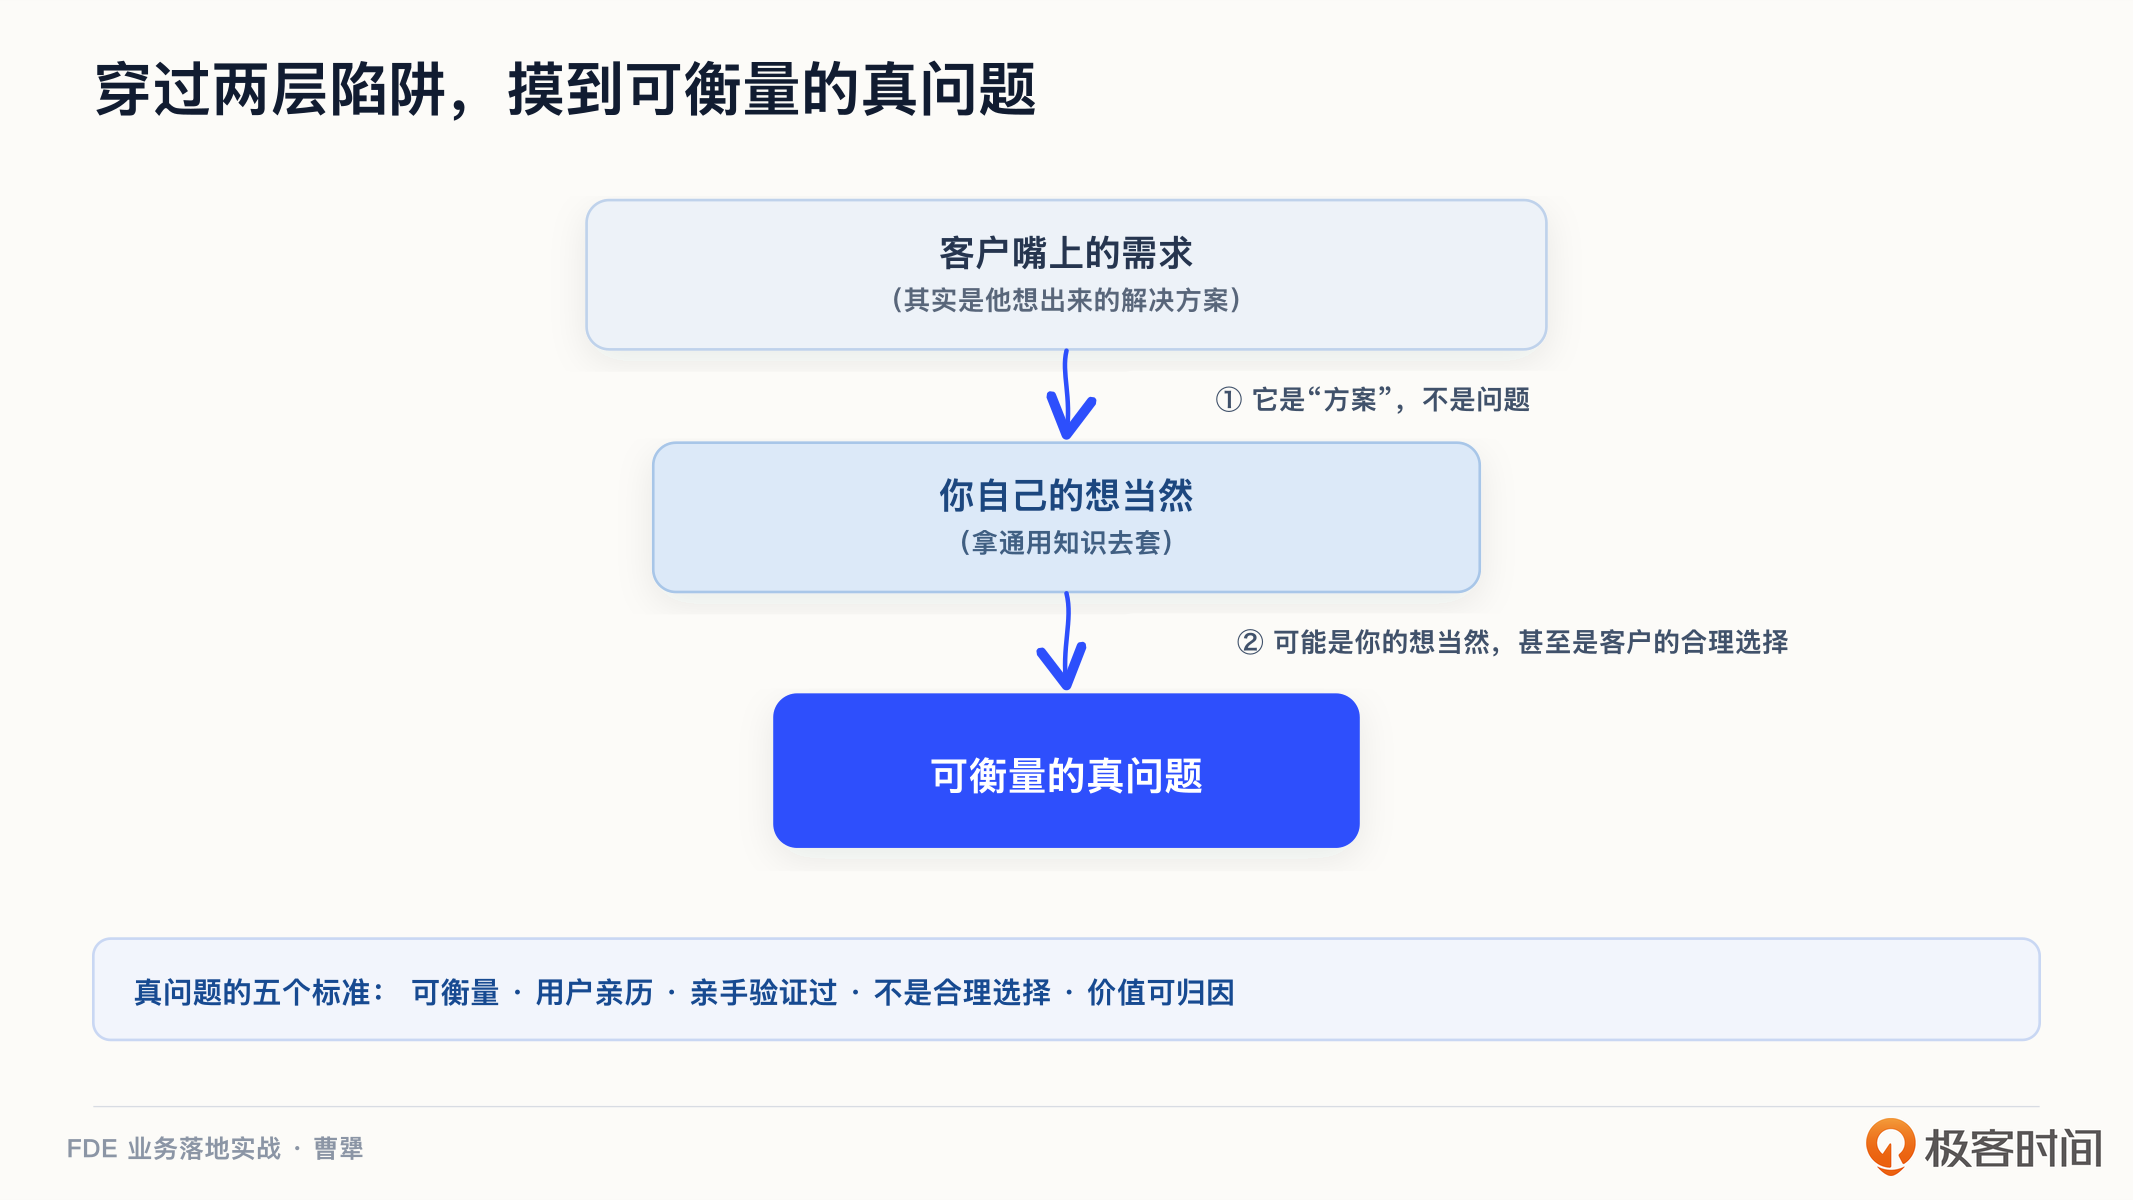 穿过两层陷阱，摸到可衡量的真问题
客户嘴上的需求
（其实是他想出来的解决方案）
① 它是“方案”，不是问题
你自己的想当然
（拿通用知识去套）
② 可能是你的想当然，甚至是客户的合理选择
可衡量的真问题
真问题的五个标准： 可衡量 · 用户亲历 · 亲手验证过 · 不是合理选择 · 价值可归因
FDE 业务落地实战 · 曹犟
极客时间